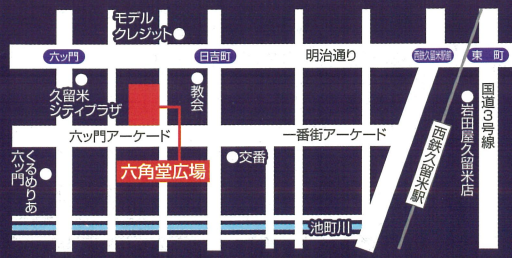 モデル
クレジット
六ッ門
日吉町
明治通り
西鉄久留米駅前
東町
久留米
シティプラザ
教会
岩田屋久留米店
国道3号線
六ッ門アーケード
一番街アーケード
西鉄久留米駅
くるめりあ
六ッ門
六角堂広場
交番
池町川